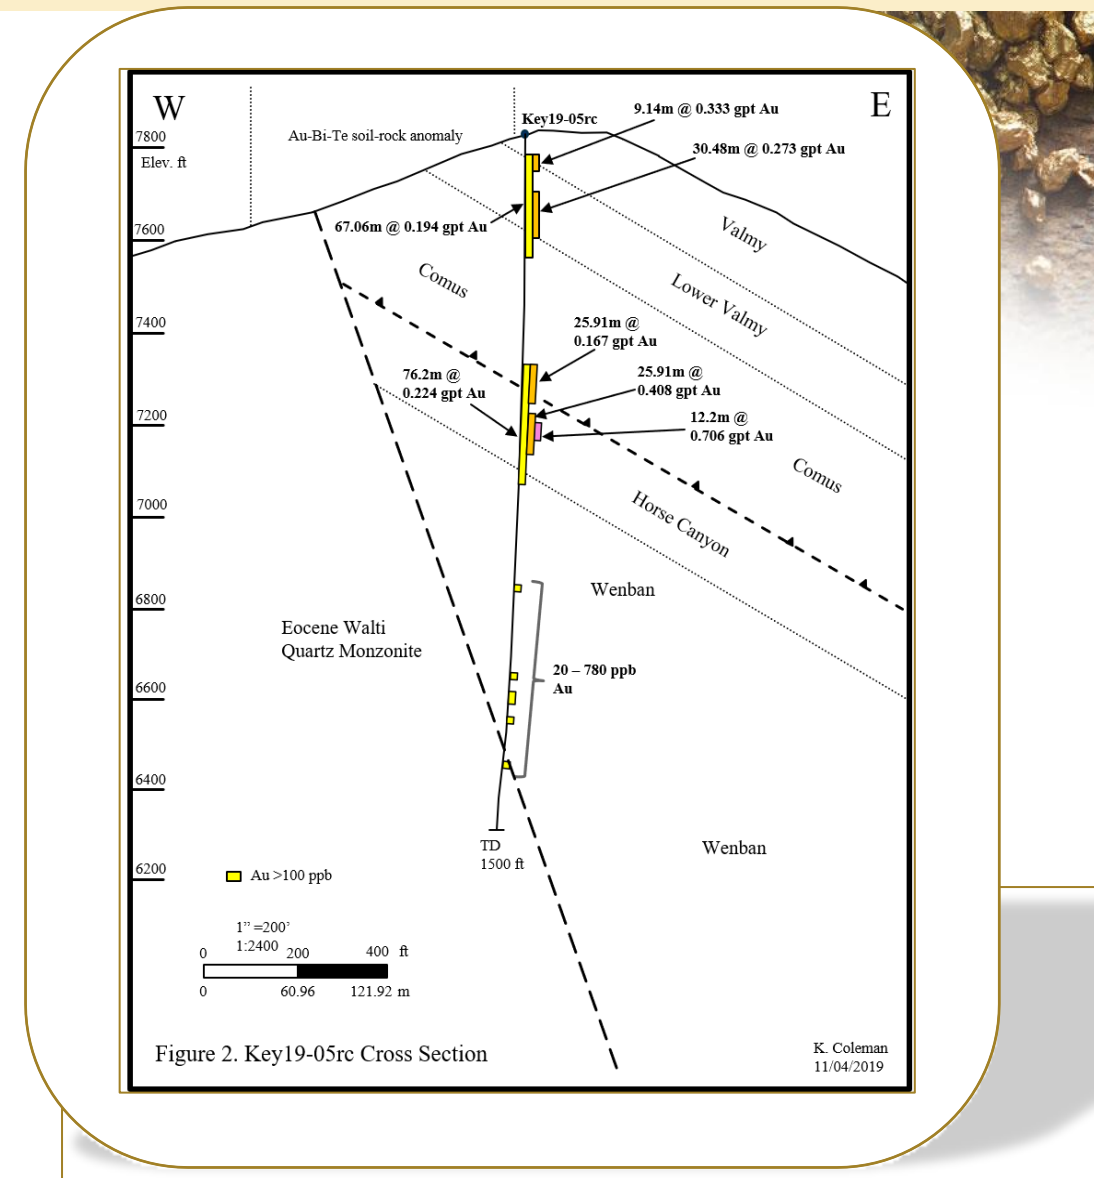 W
E
Key19-05rc
9.14m @ 0.333 gpt Au
Au-Bi-Te soil-rock anomaly
7800
Elev. ft
30.48m @ 0.273 gpt Au
67.06m @ 0.194 gpt Au
7600
Valmy
Comus
Lower Valmy
7400
25.91m @
0.167 gpt Au
76.2m @
0.224 gpt Au
25.91m @
0.408 gpt Au
7200
12.2m @
0.706 gpt Au
Comus
7000
Horse Canyon
6800
Wenban
Eocene Walti
Quartz Monzonite
20 – 780 ppb
Au
6600
6400
TD
1500 ft
Wenban
6200
Au >100 ppb
1” =200’
1:2400
0 200 400 ft
0 60.96 121.92 m
Figure 2. Key19-05rc Cross Section
K. Coleman
11/04/2019